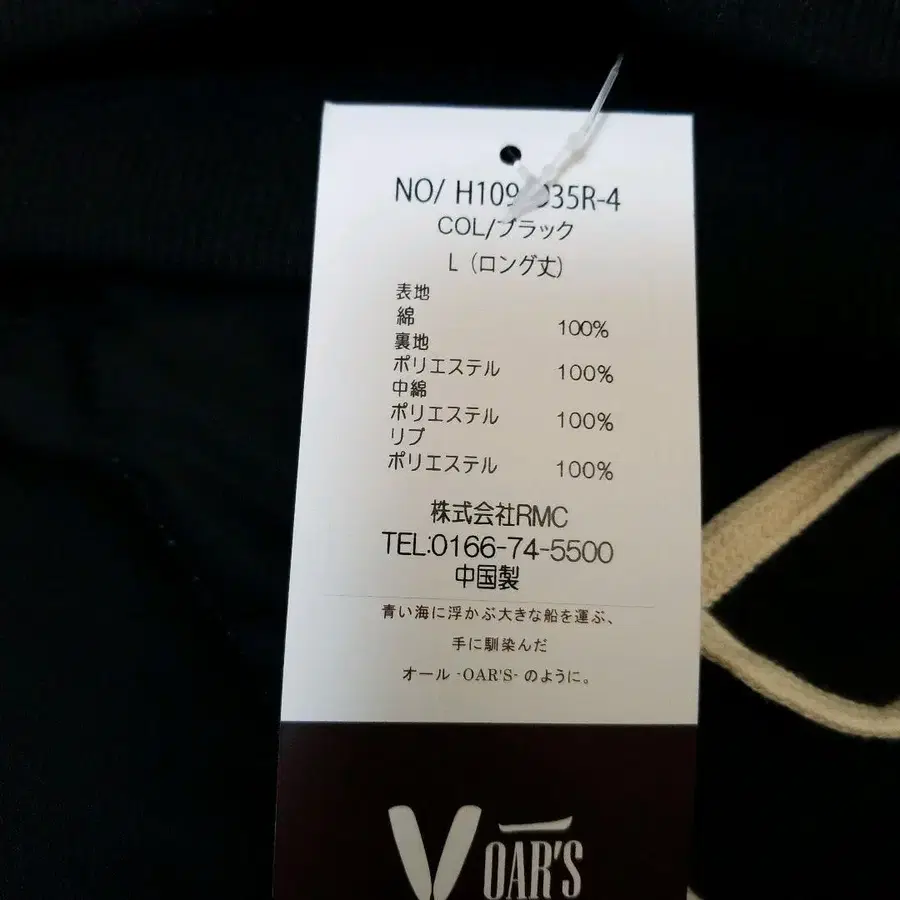 NO/ H109 035R-4
COL/ブラック
L（ロング丈）
表地
綿 100%
裏地
ポリエステル 100%
中綿
ポリエステル 100%
リブ
ポリエステル 100%
株式会社RMC
TEL:0166-74-5500
中国製
青い海に浮かぶ大きな船を運ぶ、
手に馴染んだ
オール -OAR'S- のように。
OAR'S